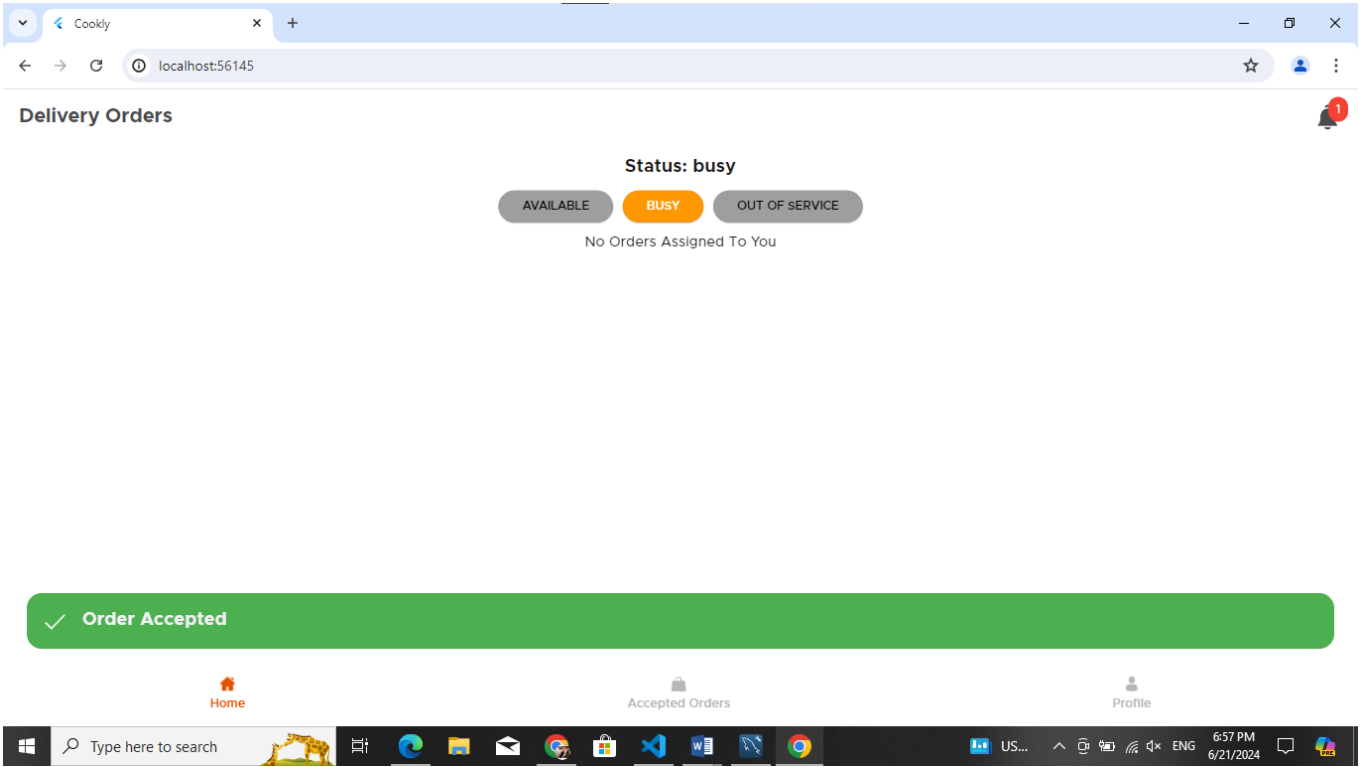 Cookly
localhost:56145
Delivery Orders
1
Status: busy
AVAILABLE BUSY OUT OF SERVICE
No Orders Assigned To You
Order Accepted
Home Accepted Orders Profile
Type here to search US... ENG 6:57 PM
6/21/2024
PRE